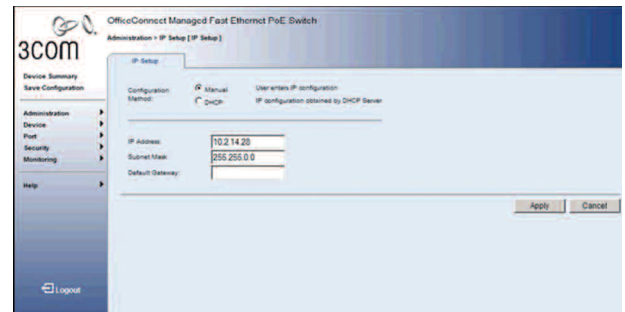 3COM
OfficeConnect Managed Fast Ethernet PoE Switch
Administration > IP Setup [ IP Setup ]
IP Setup
Device Summary
Save Configuration
Administration
Device
Port
Security
Monitoring
Help
Logout
Configuration Method:
Manual User enters IP configuration
DHCP IP configuration obtained by DHCP Server
IP Address: 10.2.14.28
Subnet Mask: 255.255.0.0
Default Gateway:
Apply Cancel